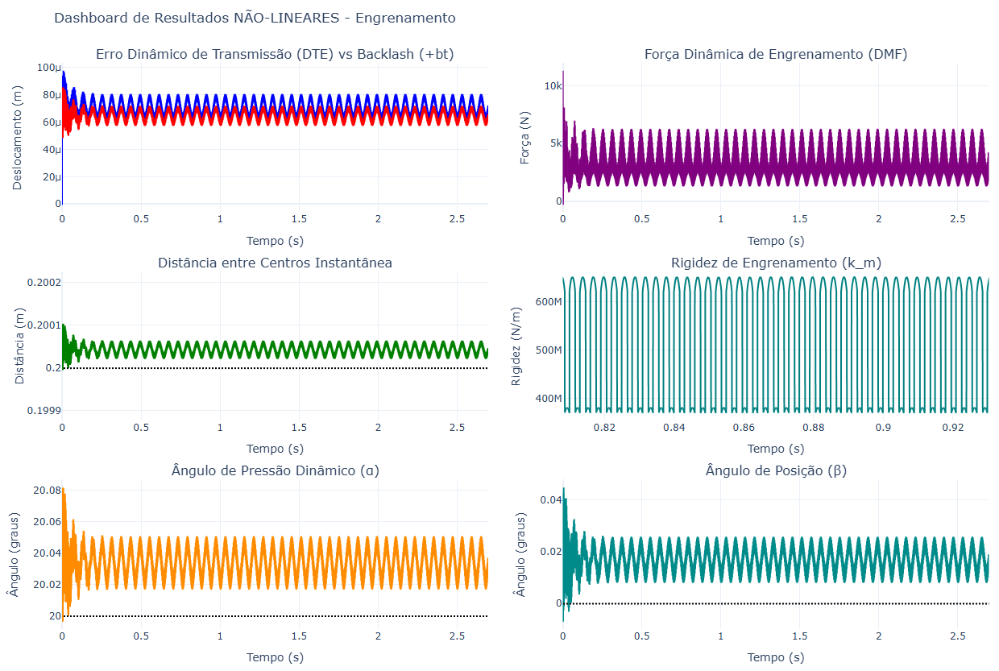 Dashboard de Resultados NÃO-LINEARES - Engrenamento
Erro Dinâmico de Transmissão (DTE) vs Backlash (+bt)
Deslocamento (m)
100μ
80μ
60μ
40μ
20μ
0
0 0.5 1 1.5 2 2.5
Tempo (s)
Força Dinâmica de Engrenamento (DMF)
Força (N)
10k
5k
0
0 0.5 1 1.5 2 2.5
Tempo (s)
Distância entre Centros Instantânea
Distância (m)
0.2002
0.2001
0.2
0.1999
0 0.5 1 1.5 2 2.5
Tempo (s)
Rigidez de Engrenamento (k_m)
Rigidez (N/m)
600M
500M
400M
0.82 0.84 0.86 0.88 0.9 0.92
Tempo (s)
Ângulo de Pressão Dinâmico (α)
Ângulo (graus)
20.08
20.06
20.04
20.02
20
0 0.5 1 1.5 2 2.5
Tempo (s)
Ângulo de Posição (β)
Ângulo (graus)
0.04
0.02
0
0 0.5 1 1.5 2 2.5
Tempo (s)